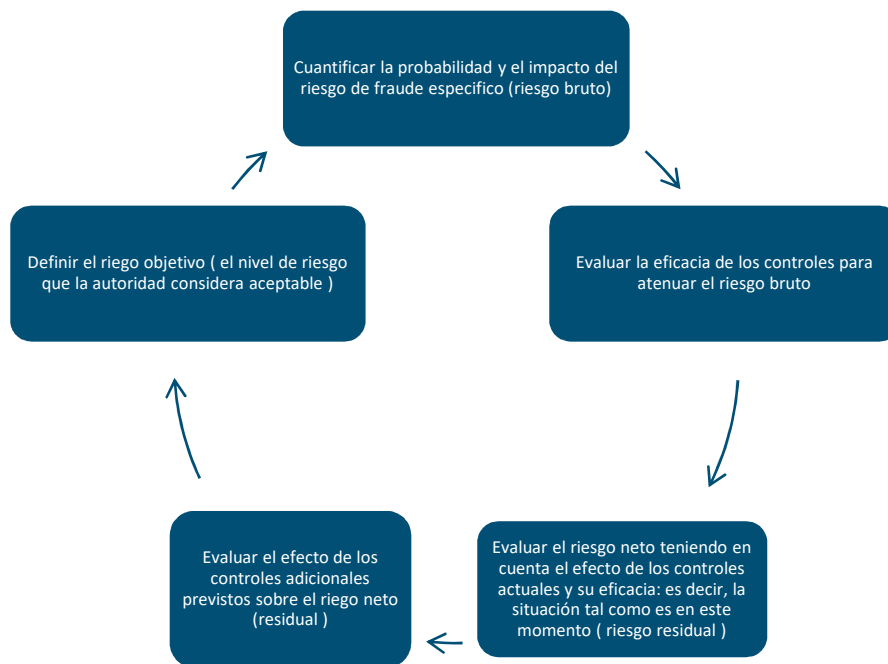 Cuantificar la probabilidad y el impacto del
riesgo de fraude especifico (riesgo bruto)
Evaluar la eficacia de los controles para
atenuar el riesgo bruto
Evaluar el riesgo neto teniendo en
cuenta el efecto de los controles
actuales y su eficacia: es decir, la
situación tal como es en este
momento ( riesgo residual )
Evaluar el efecto de los
controles adicionales
previstos sobre el riego neto
(residual )
Definir el riego objetivo ( el nivel de riesgo
que la autoridad considera aceptable )